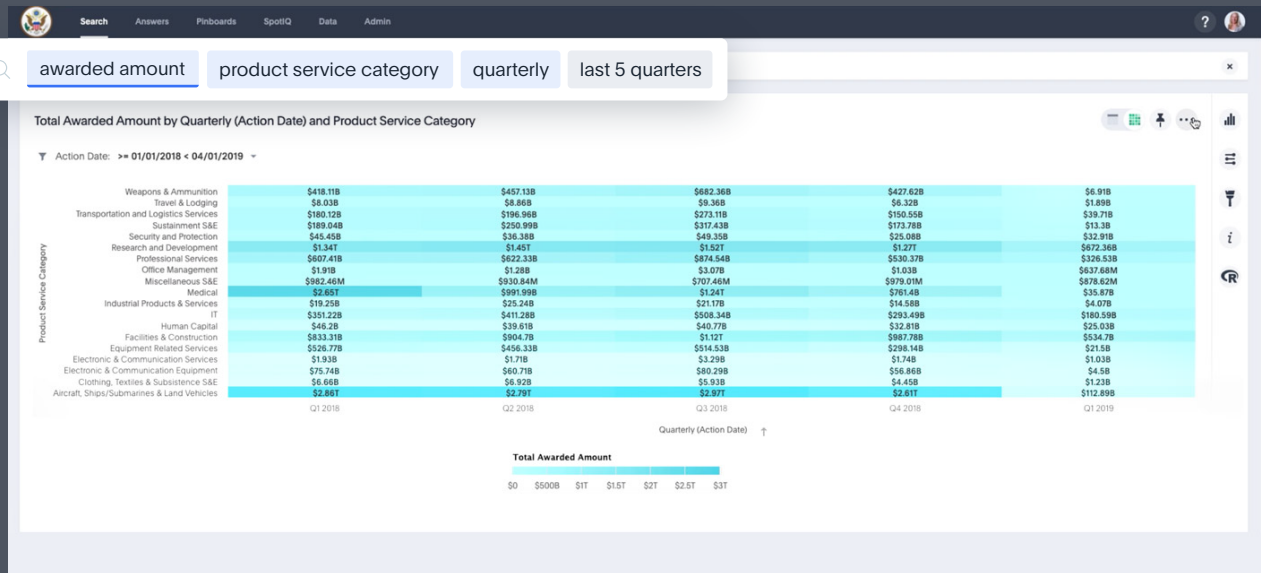 Search Answers Pinboards SpotIQ Data Admin ?
awarded amount product service category quarterly last 5 quarters
Total Awarded Amount by Quarterly (Action Date) and Product Service Category
Action Date: >= 01/01/2018 < 04/01/2019
Product Service Category
Weapons & Ammunition $418.11B $457.13B $682.36B $427.62B $6.91B
Travel & Lodging $8.03B $8.86B $9.36B $6.32B $1.89B
Transportation and Logistics Services $180.12B $196.96B $273.11B $150.55B $39.71B
Sustainment S&E $189.04B $250.99B $317.43B $173.78B $13.3B
Security and Protection $45.45B $36.38B $49.35B $25.08B $32.91B
Research and Development $1.34T $1.45T $1.52T $1.27T $672.36B
Professional Services $607.41B $622.33B $874.54B $530.37B $326.53B
Office Management $1.91B $1.28B $3.07B $1.03B $637.68M
Miscellaneous S&E $982.46M $930.84M $707.46M $979.01M $878.62M
Medical $2.65T $991.99B $1.24T $761.4B $35.87B
Industrial Products & Services $19.25B $25.24B $21.17B $14.58B $4.07B
IT $351.22B $411.28B $508.34B $293.49B $180.59B
Human Capital $46.2B $39.61B $40.77B $32.81B $25.03B
Facilities & Construction $833.31B $904.7B $1.12T $987.78B $534.7B
Equipment Related Services $526.77B $456.33B $514.53B $298.14B $21.5B
Electronic & Communication Services $1.93B $1.71B $3.29B $1.74B $1.03B
Electronic & Communication Equipment $75.74B $60.71B $80.29B $56.86B $4.5B
Clothing, Textiles & Subsistence S&E $6.66B $6.92B $5.93B $4.45B $1.23B
Aircraft, Ships/Submarines & Land Vehicles $2.86T $2.79T $2.97T $2.61T $112.89B
Q1 2018 Q2 2018 Q3 2018 Q4 2018 Q1 2019
Quarterly (Action Date)
Total Awarded Amount
$0 $500B $1T $1.5T $2T $2.5T $3T